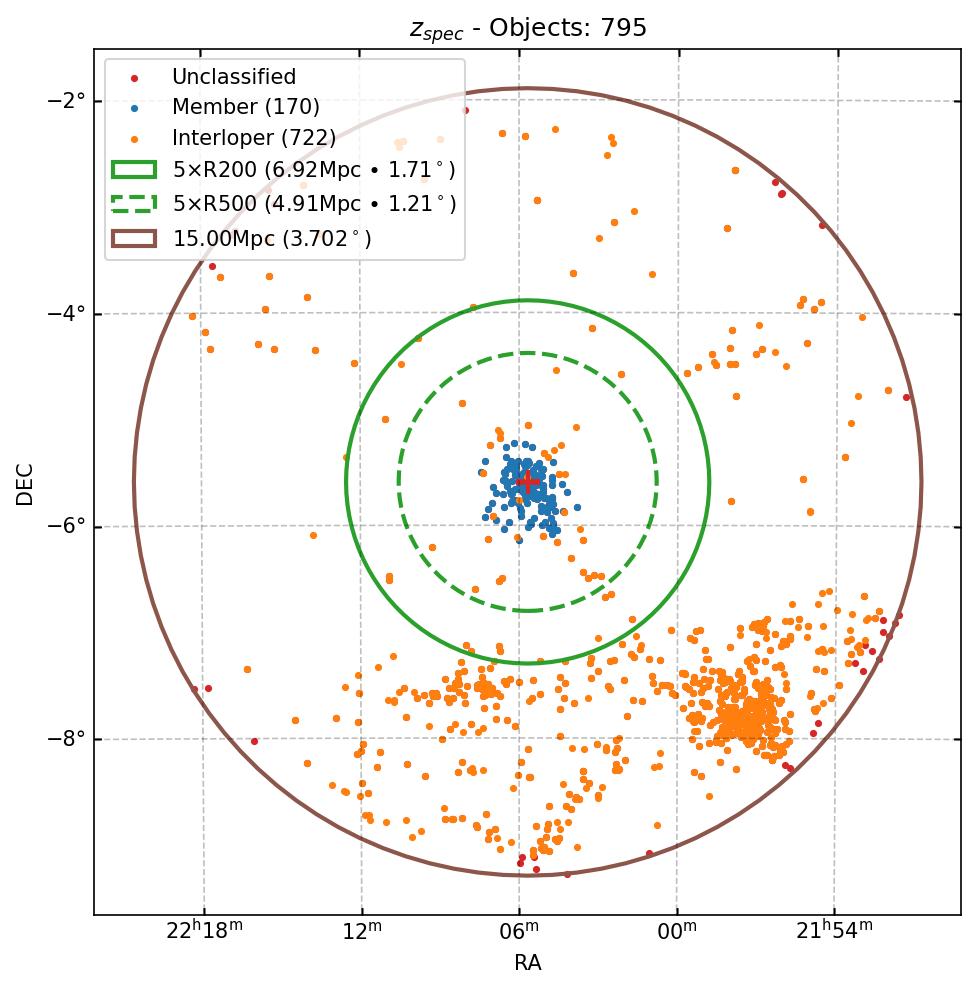 z_spec - Objects: 795
Unclassified
Member (170)
Interloper (722)
5×R200 (6.92Mpc • 1.71°)
5×R500 (4.91Mpc • 1.21°)
15.00Mpc (3.702°)
−2°
−4°
−6°
−8°
DEC
22ʰ18ᵐ 12ᵐ 06ᵐ 00ᵐ 21ʰ54ᵐ
RA